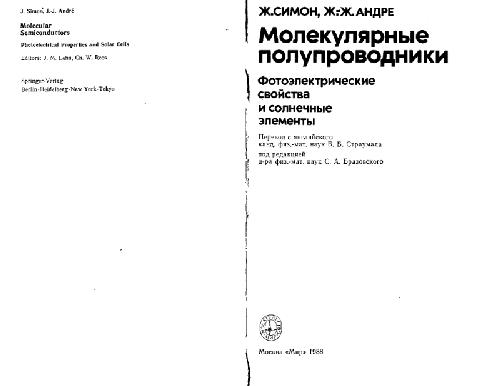 J. Simon, J.-J. André
Molecular
Semiconductors
Photoelectrical Properties and Solar Cells
Editors: J. M. Lehn, Ch. W. Rees
Springer-Verlag
Berlin·Heidelberg·New York·Tokyo
Ж.СИМОН, Ж.-Ж.АНДРЕ
Молекулярные
полупроводники
Фотоэлектрические
свойства
и солнечные
элементы
Перевод с английского
канд. физ.-мат. наук В. Б.
под редакцией
д-ра физ.-мат. наук С. А. Бразовского
Москва «Мир» 1988